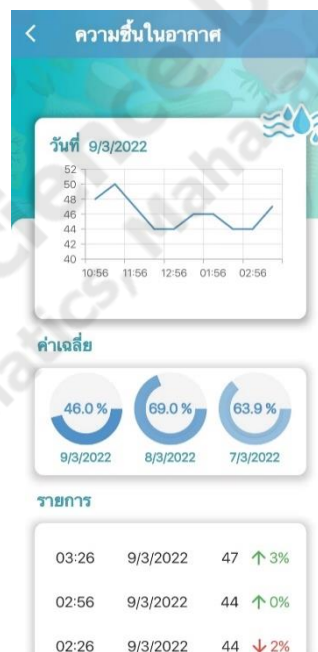 ความชื้นในอากาศ
วันที่ 9/3/2022
52
50
48
46
44
42
40
10:56 11:56 12:56 01:56 02:56
ค่าเฉลี่ย
46.0 % 69.0 % 63.9 %
9/3/2022 8/3/2022 7/3/2022
รายการ
03:26 9/3/2022 47 ↑ 3%
02:56 9/3/2022 44 ↑ 0%
02:26 9/3/2022 44 ↓ 2%